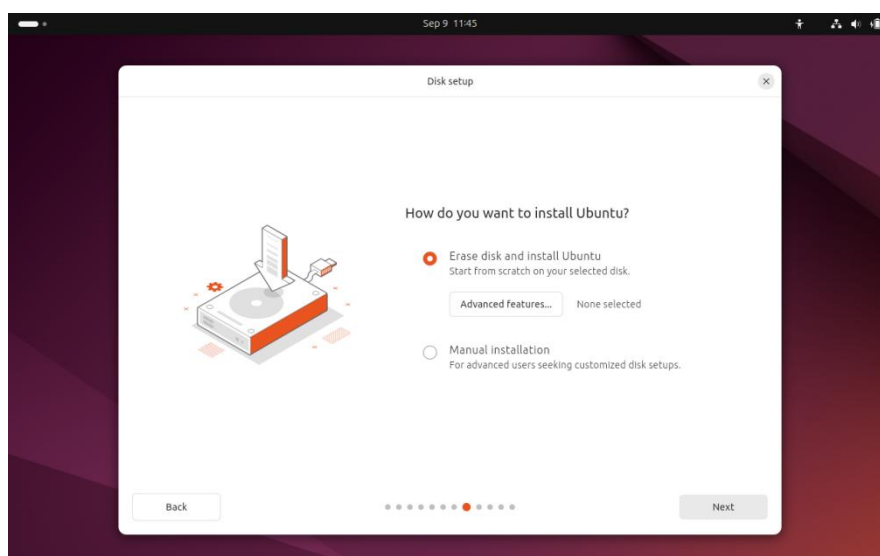 Sep 9 11:45
Disk setup
How do you want to install Ubuntu?
Erase disk and install Ubuntu
Start from scratch on your selected disk.
Advanced features... None selected
Manual installation
For advanced users seeking customized disk setups.
Back Next